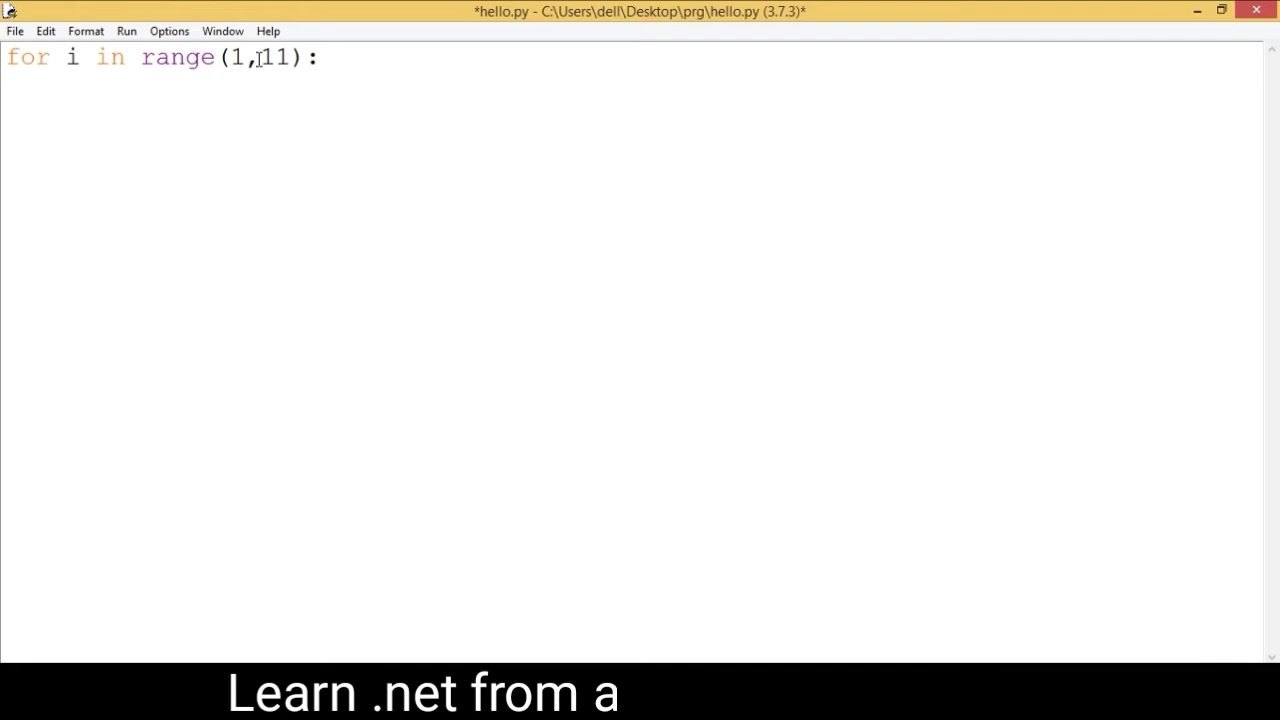 *hello.py - C:\Users\dell\Desktop\prg\hello.py (3.7.3)*
File Edit Format Run Options Window Help
for i in range(1,11):
Learn .net from a